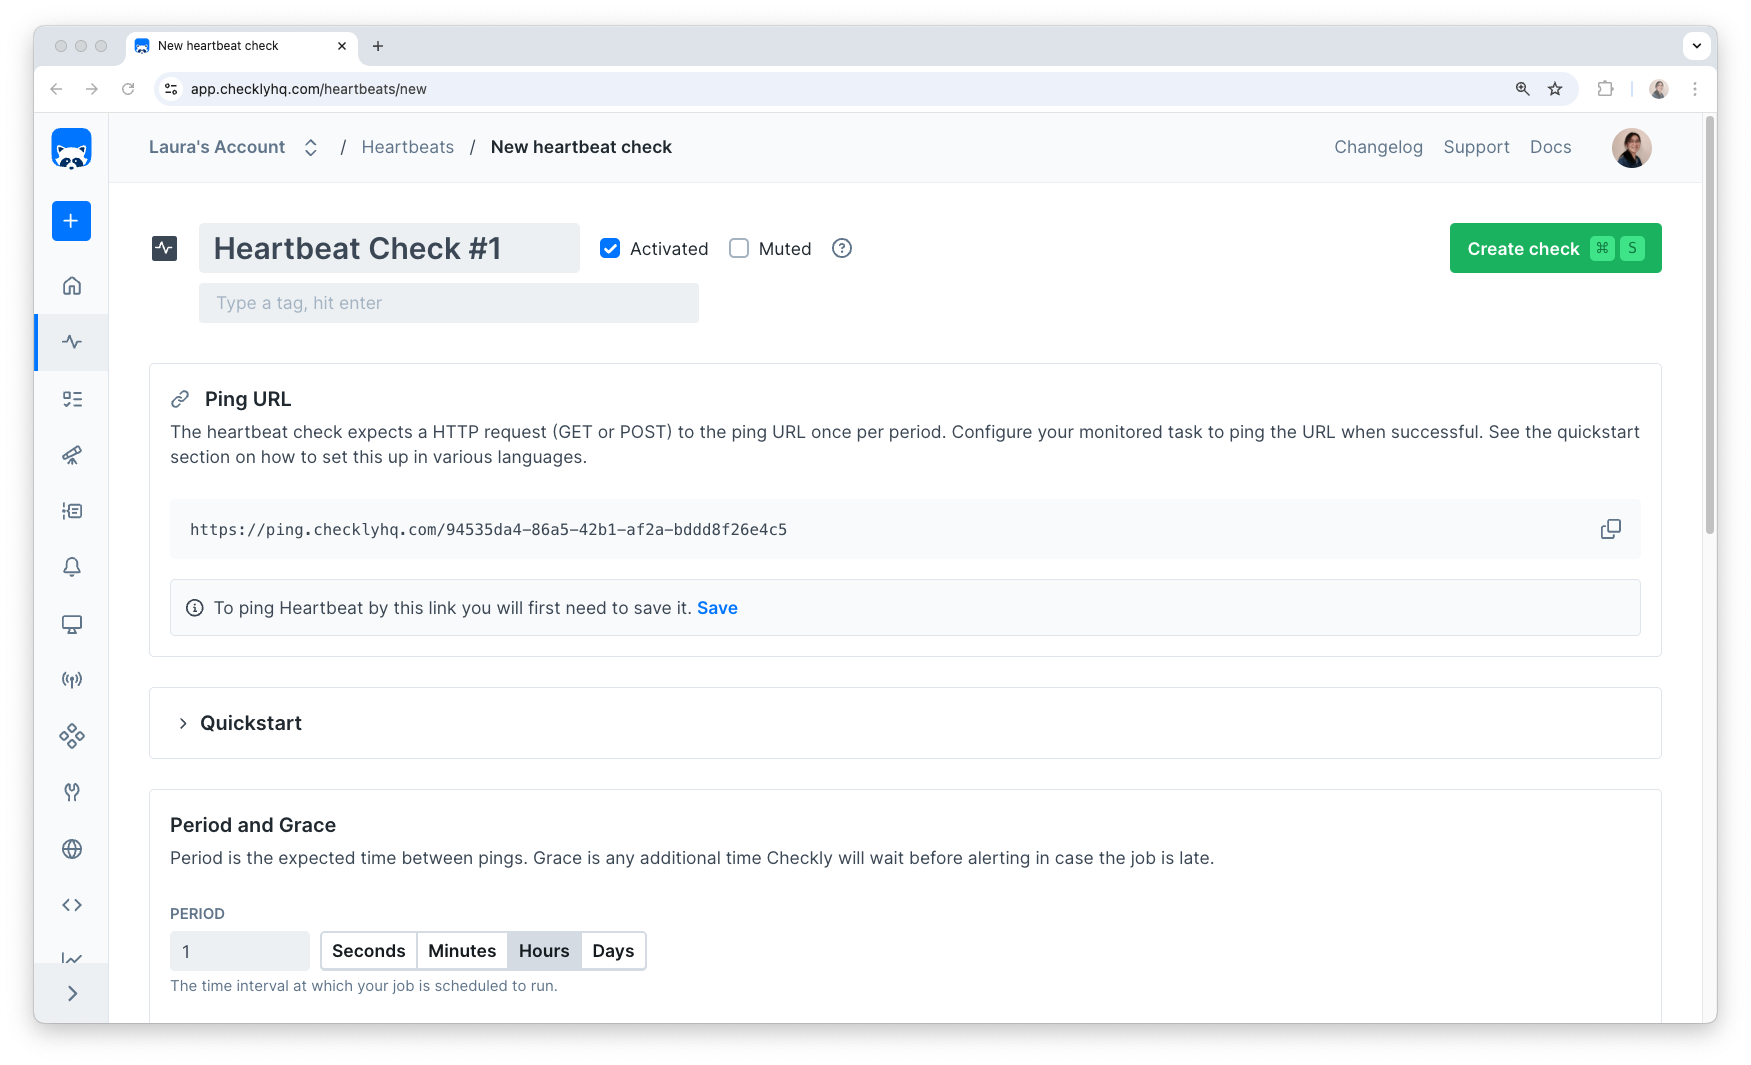 New heartbeat check
app.checklyhq.com/heartbeats/new
Laura's Account / Heartbeats / New heartbeat check
Changelog Support Docs
Heartbeat Check #1
Activated Muted
Create check ⌘ S
Type a tag, hit enter
Ping URL
The heartbeat check expects a HTTP request (GET or POST) to the ping URL once per period. Configure your monitored task to ping the URL when successful. See the quickstart
section on how to set this up in various languages.
https://ping.checklyhq.com/94535da4-86a5-42b1-af2a-bddd8f26e4c5
To ping Heartbeat by this link you will first need to save it. Save
Quickstart
Period and Grace
Period is the expected time between pings. Grace is any additional time Checkly will wait before alerting in case the job is late.
PERIOD
1 Seconds Minutes Hours Days
The time interval at which your job is scheduled to run.